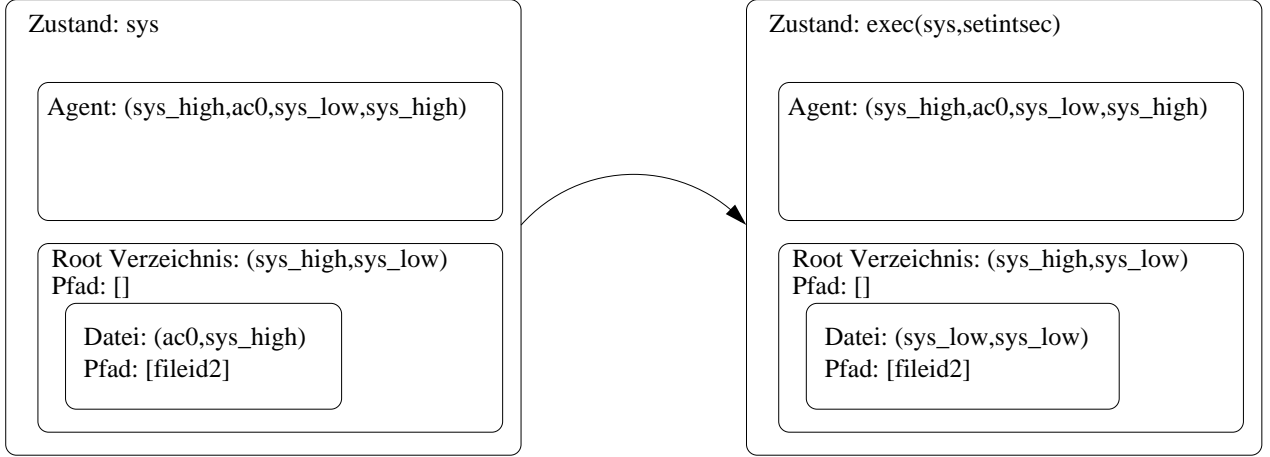 Zustand: sys
Agent: (sys_high,ac0,sys_low,sys_high)
Root Verzeichnis: (sys_high,sys_low)
Pfad: []
Datei: (ac0,sys_high)
Pfad: [fileid2]
Zustand: exec(sys,setintsec)
Agent: (sys_high,ac0,sys_low,sys_high)
Root Verzeichnis: (sys_high,sys_low)
Pfad: []
Datei: (sys_low,sys_low)
Pfad: [fileid2]